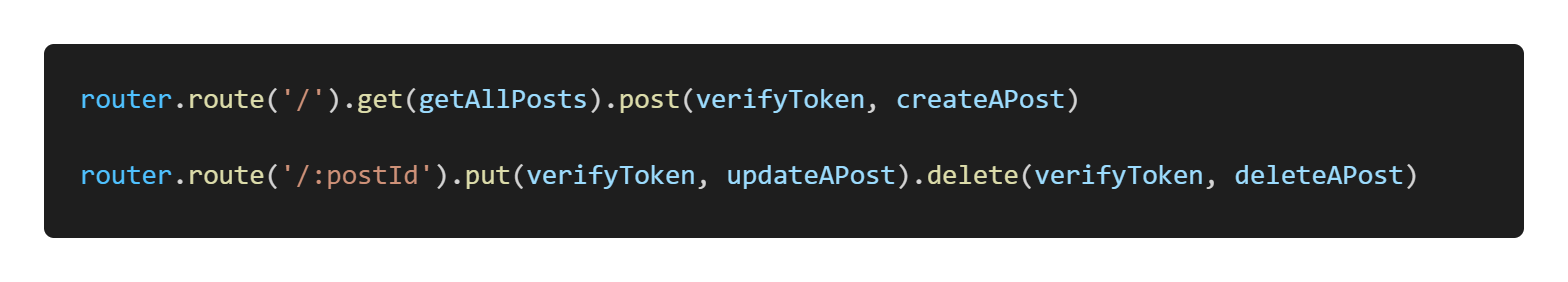 router.route('/').get(getAllPosts).post(verifyToken, createAPost)
router.route('/:postId').put(verifyToken, updateAPost).delete(verifyToken, deleteAPost)